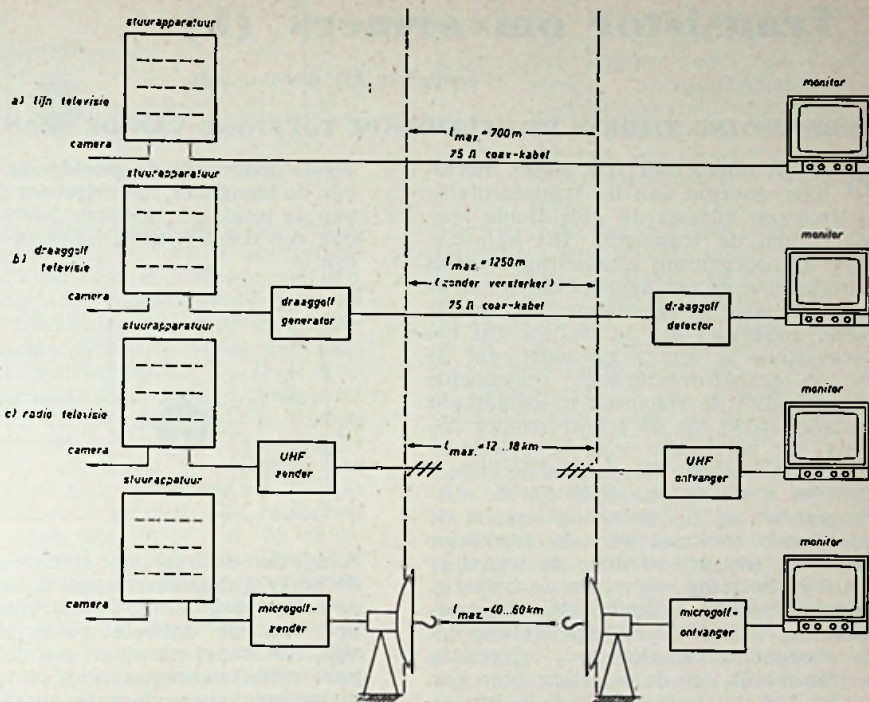 stuurapparatuur
monitor
a) lijn televisie
l max. = 700 m
camera
75 Ω coax-kabel
stuurapparatuur
monitor
b) draaggolf televisie
l max. = 1250 m
(zonder versterker)
camera
75 Ω coax-kabel
draaggolf generator
draaggolf detector
stuurapparatuur
monitor
c) radio televisie
l max. = 12..18 km
camera
UHF zender
UHF ontvanger
stuurapparatuur
monitor
camera
l max. = 40...60 km
microgolf-zender
microgolf-ontvanger